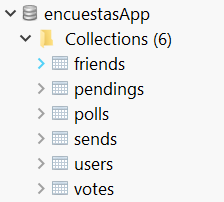 encuestasApp
Collections (6)
friends
pendings
polls
sends
users
votes